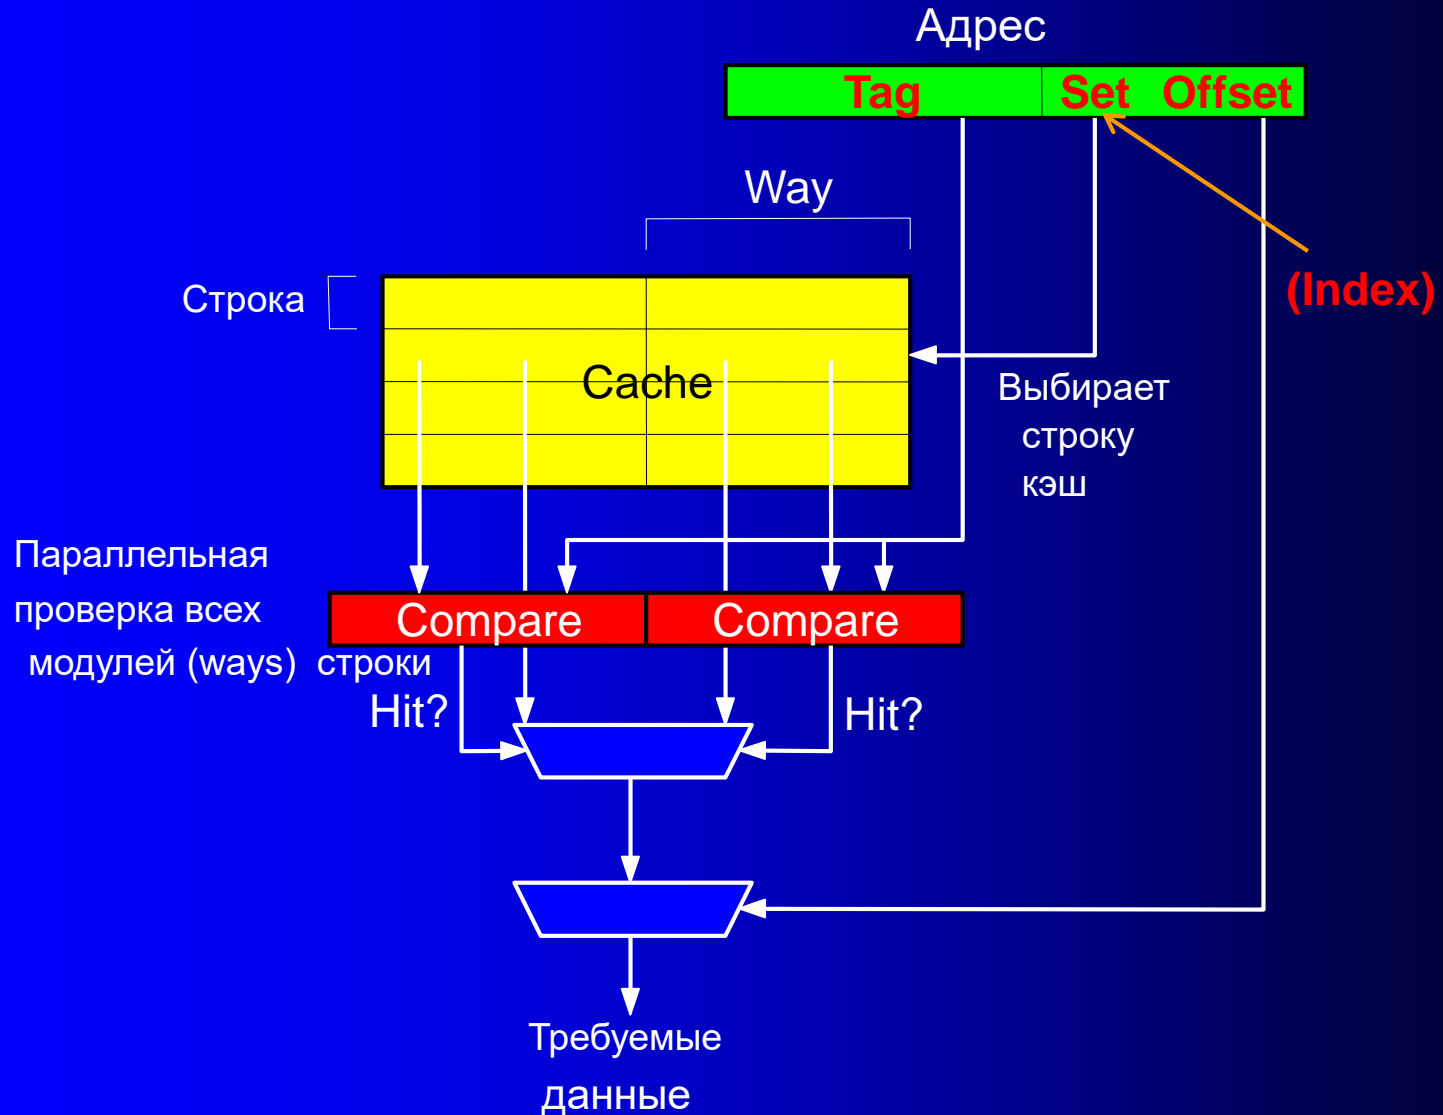 Адрес
Tag Set Offset
Way
Строка
(Index)
Cache
Выбирает
строку
кэш
Параллельная
проверка всех
модулей (ways) строки
Compare Compare
Hit? Hit?
Требуемые
данные